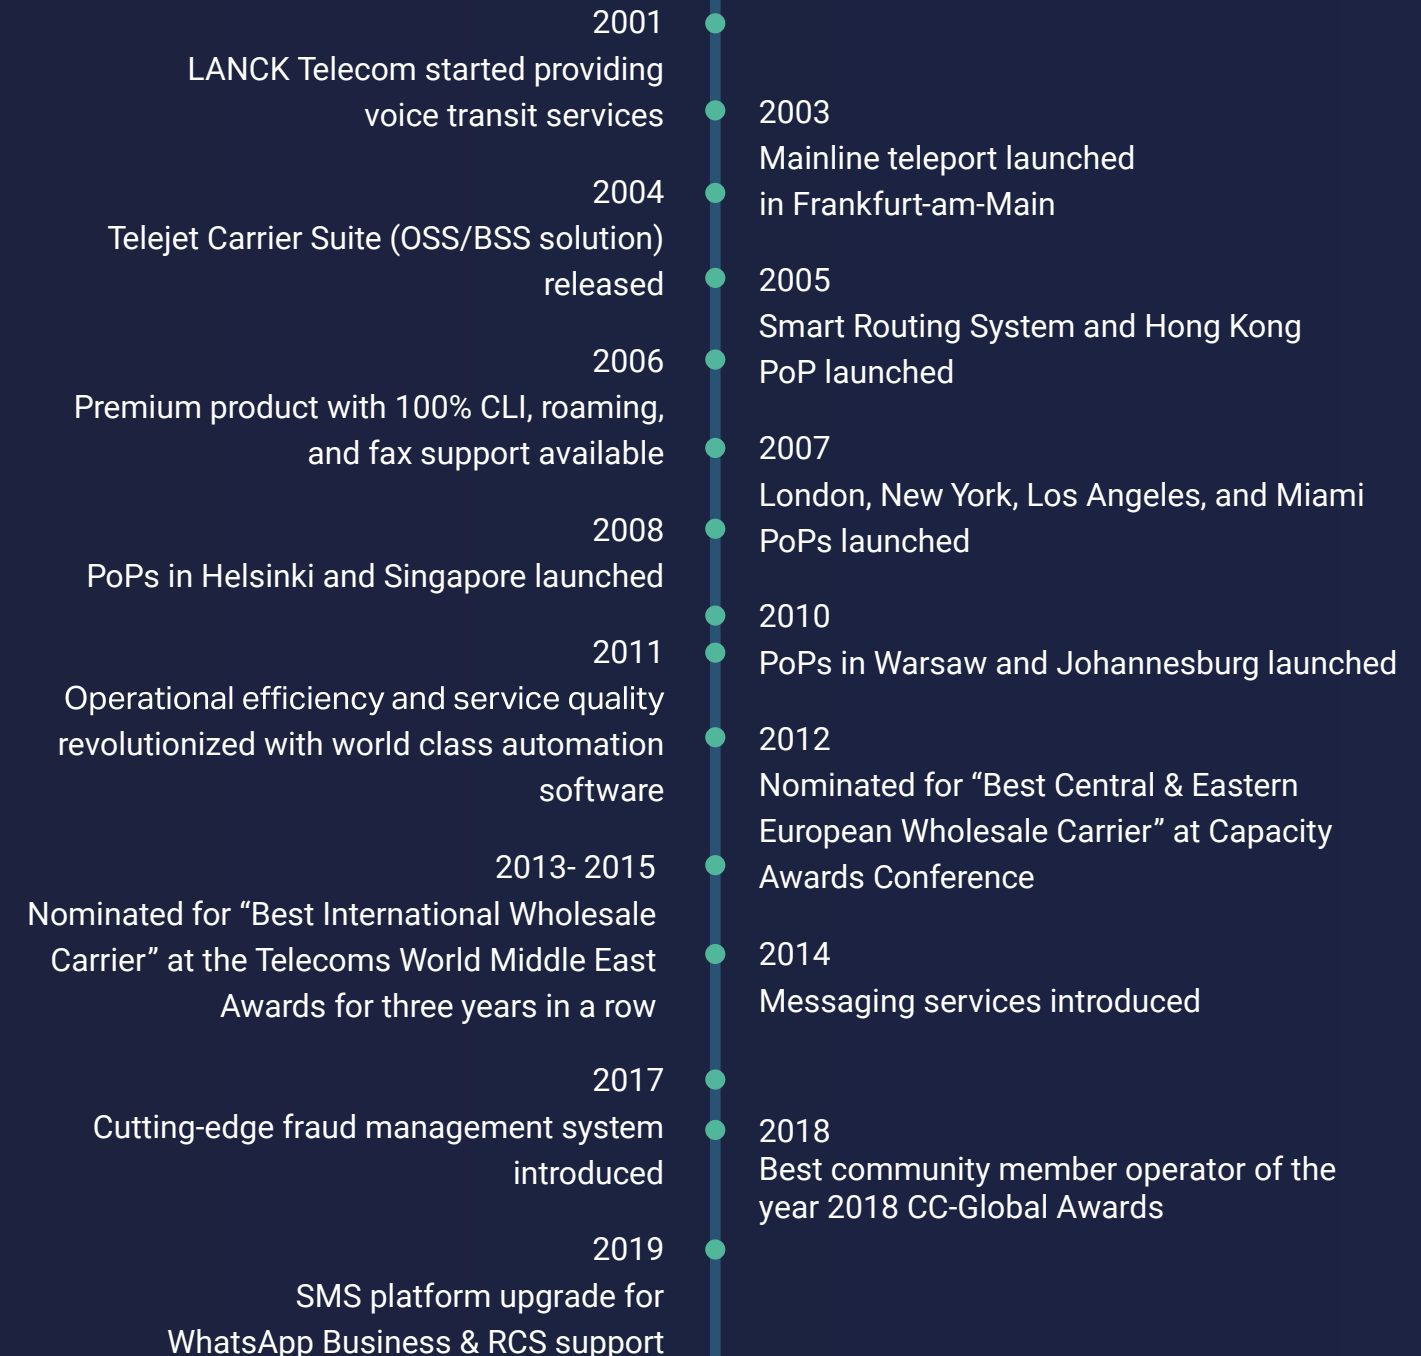 2001
LANCK Telecom started providing
voice transit services
2003
Mainline teleport launched
in Frankfurt-am-Main
2004
Telejet Carrier Suite (OSS/BSS solution)
released
2005
Smart Routing System and Hong Kong
PoP launched
2006
Premium product with 100% CLI, roaming,
and fax support available
2007
London, New York, Los Angeles, and Miami
PoPs launched
2008
PoPs in Helsinki and Singapore launched
2010
PoPs in Warsaw and Johannesburg launched
2011
Operational efficiency and service quality
revolutionized with world class automation
software
2012
Nominated for “Best Central & Eastern
European Wholesale Carrier” at Capacity
Awards Conference
2013- 2015
Nominated for “Best International Wholesale
Carrier” at the Telecoms World Middle East
Awards for three years in a row
2014
Messaging services introduced
2017
Cutting-edge fraud management system
introduced
2018
Best community member operator of the
year 2018 CC-Global Awards
2019
SMS platform upgrade for
WhatsApp Business & RCS support